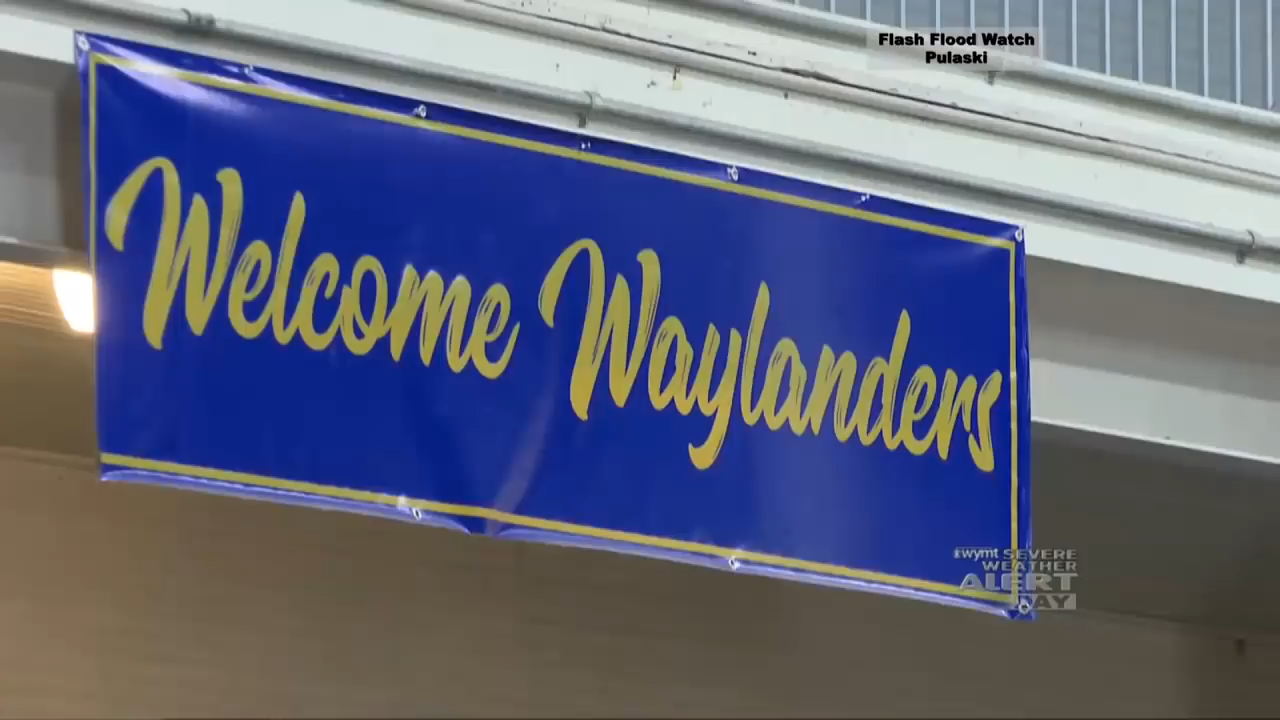 Flash Flood Watch
Pulaski
Welcome Waylanders
wymt SEVERE
WEATHER
ALERT
DAY